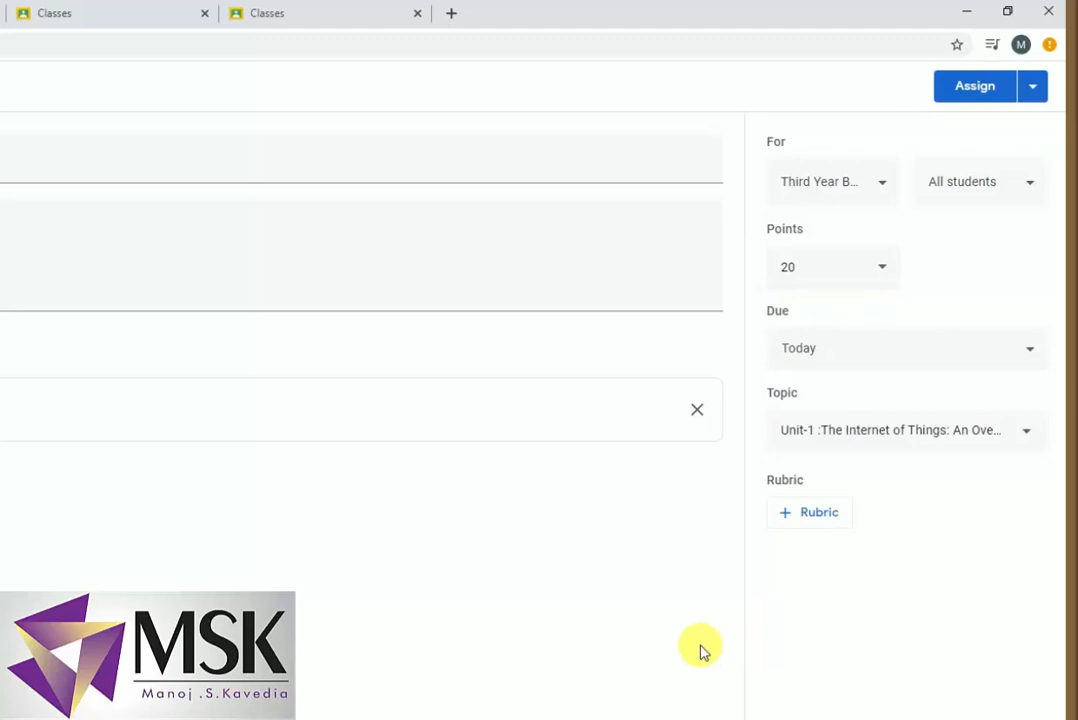 Classes
Classes
M
Assign
For
Third Year B...
All students
Points
20
Due
Today
Topic
Unit-1 :The Internet of Things: An Ove...
Rubric
+ Rubric
MSK
Manoj .S.Kavedia